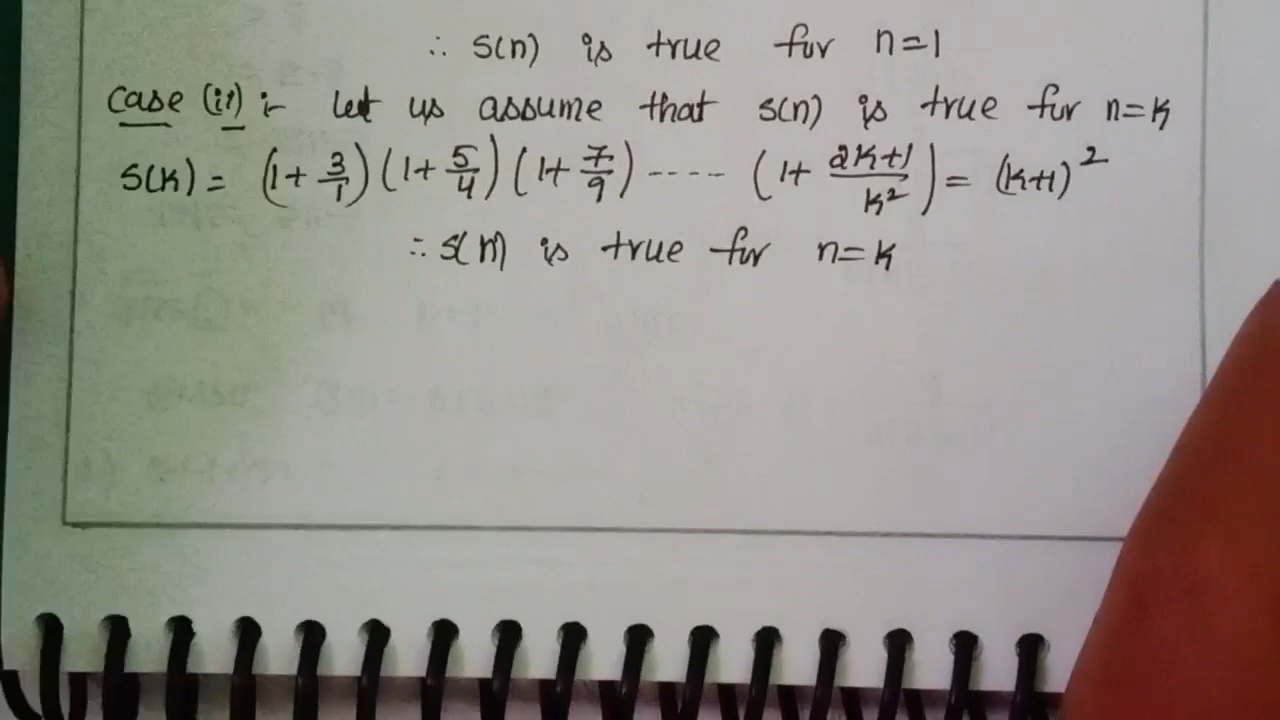 ∴ S(n) is true for n=1
Case (ii) :- let us assume that s(n) is true for n=k
S(k) = (1+ 3/1) (1+ 5/4) (1+ 7/9) ---- (1+ 2k+1/k²) = (k+1)²
∴ s(n) is true for n=k